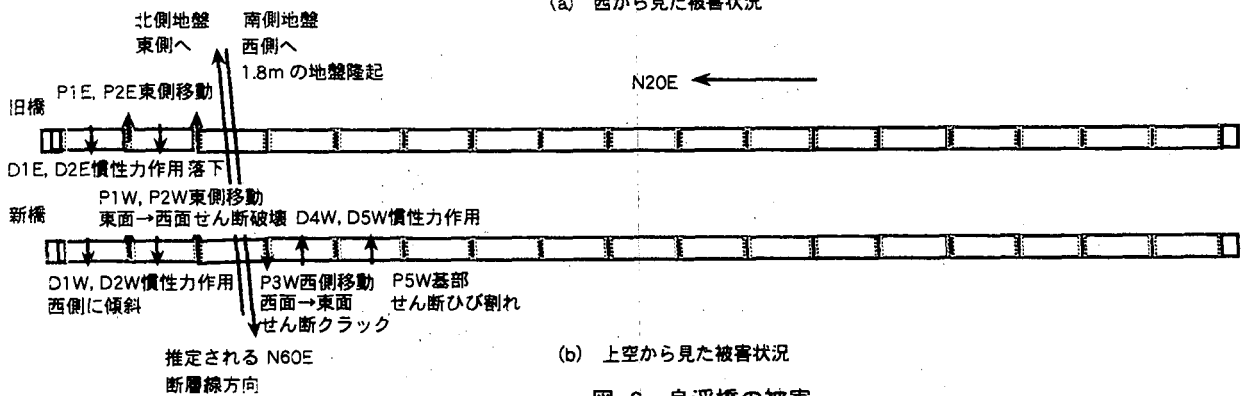 (a) 西から見た被害状況
北側地盤
東側へ
南側地盤
西側へ
1.8mの地盤隆起
N20E
P1E, P2E東側移動
旧橋
D1E, D2E慣性力作用 落下
P1W, P2W東側移動
東面→西面せん断破壊
D4W, D5W慣性力作用
新橋
D1W, D2W慣性力作用
西側に傾斜
P3W西側移動
西面→東面
せん断クラック
P5W基部
せん断ひび割れ
推定される N60E
断層線方向
(b) 上空から見た被害状況
橋の被害